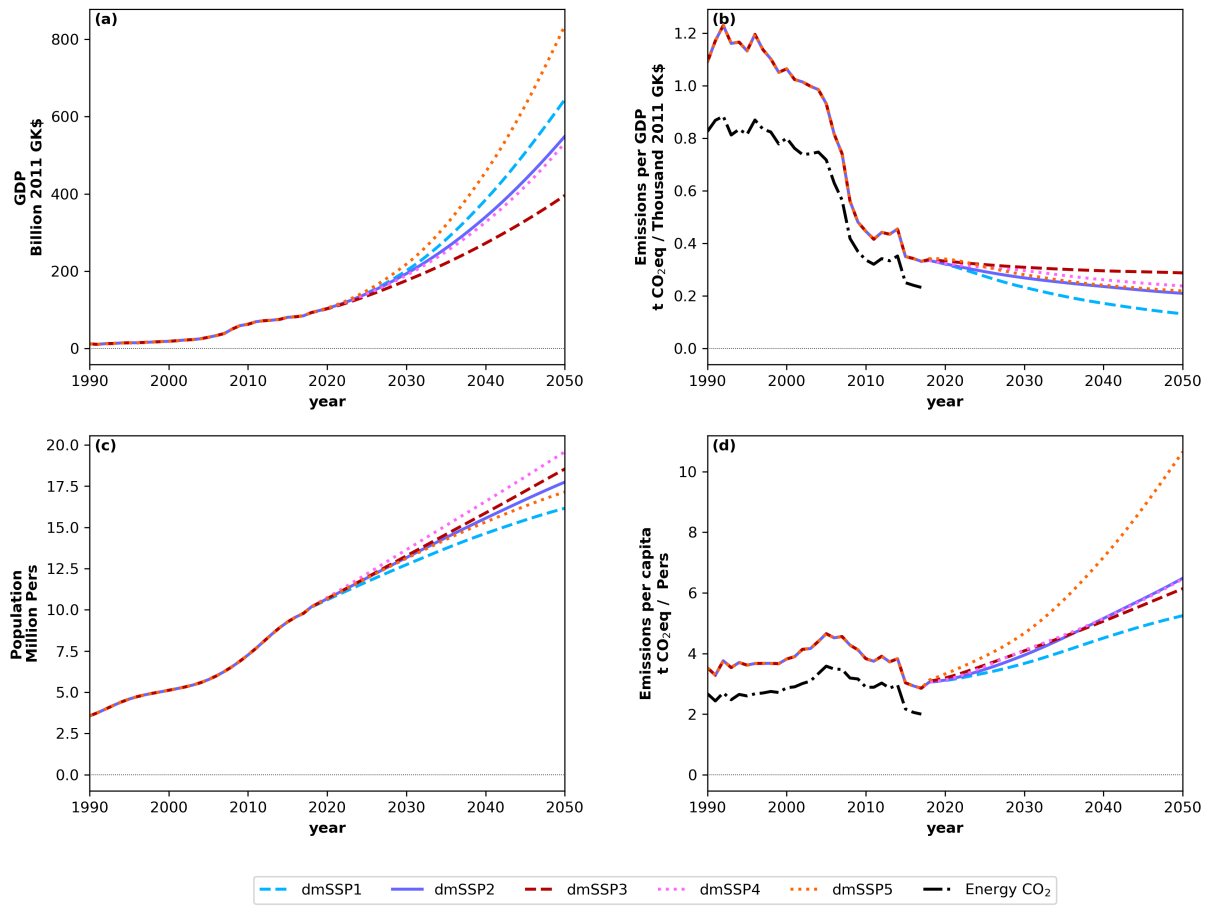 (a)
GDP
Billion 2011 GK$
800
600
400
200
0
1990 2000 2010 2020 2030 2040 2050
year
(b)
Emissions per GDP
t CO₂eq / Thousand 2011 GK$
1.2
1.0
0.8
0.6
0.4
0.2
0.0
1990 2000 2010 2020 2030 2040 2050
year
(c)
Population
Million Pers
20.0
17.5
15.0
12.5
10.0
7.5
5.0
2.5
0.0
1990 2000 2010 2020 2030 2040 2050
year
(d)
Emissions per capita
t CO₂eq / Pers
10
8
6
4
2
0
1990 2000 2010 2020 2030 2040 2050
year
dmSSP1 dmSSP2 dmSSP3 dmSSP4 dmSSP5 Energy CO₂